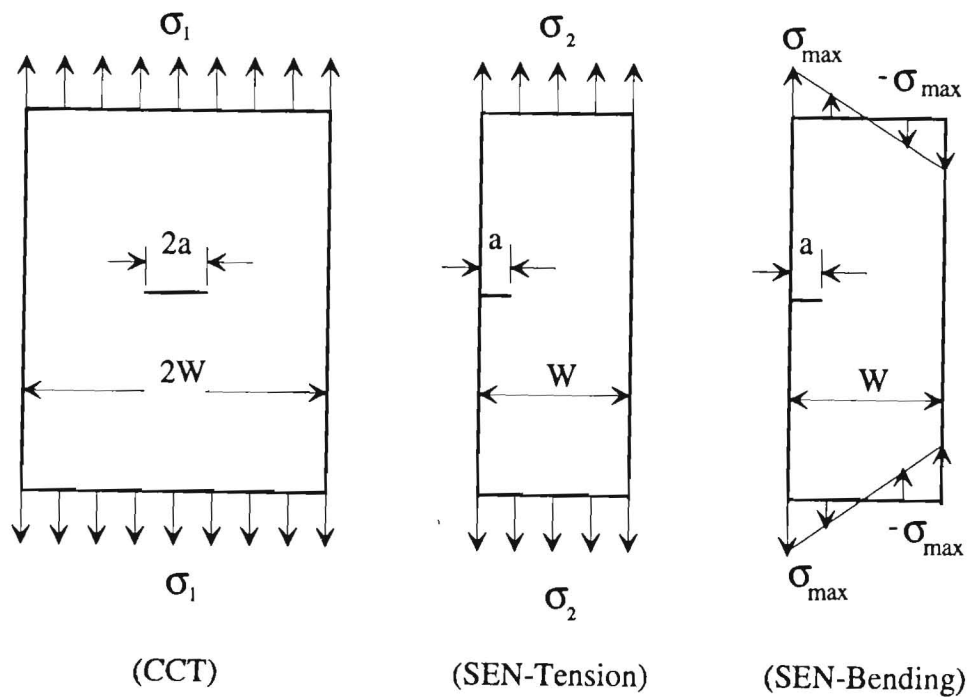 σ₁
σ₂
σmax
-σmax
2a
a
a
2W
W
W
σ₁
σ₂
σmax
-σmax
(CCT)
(SEN-Tension)
(SEN-Bending)